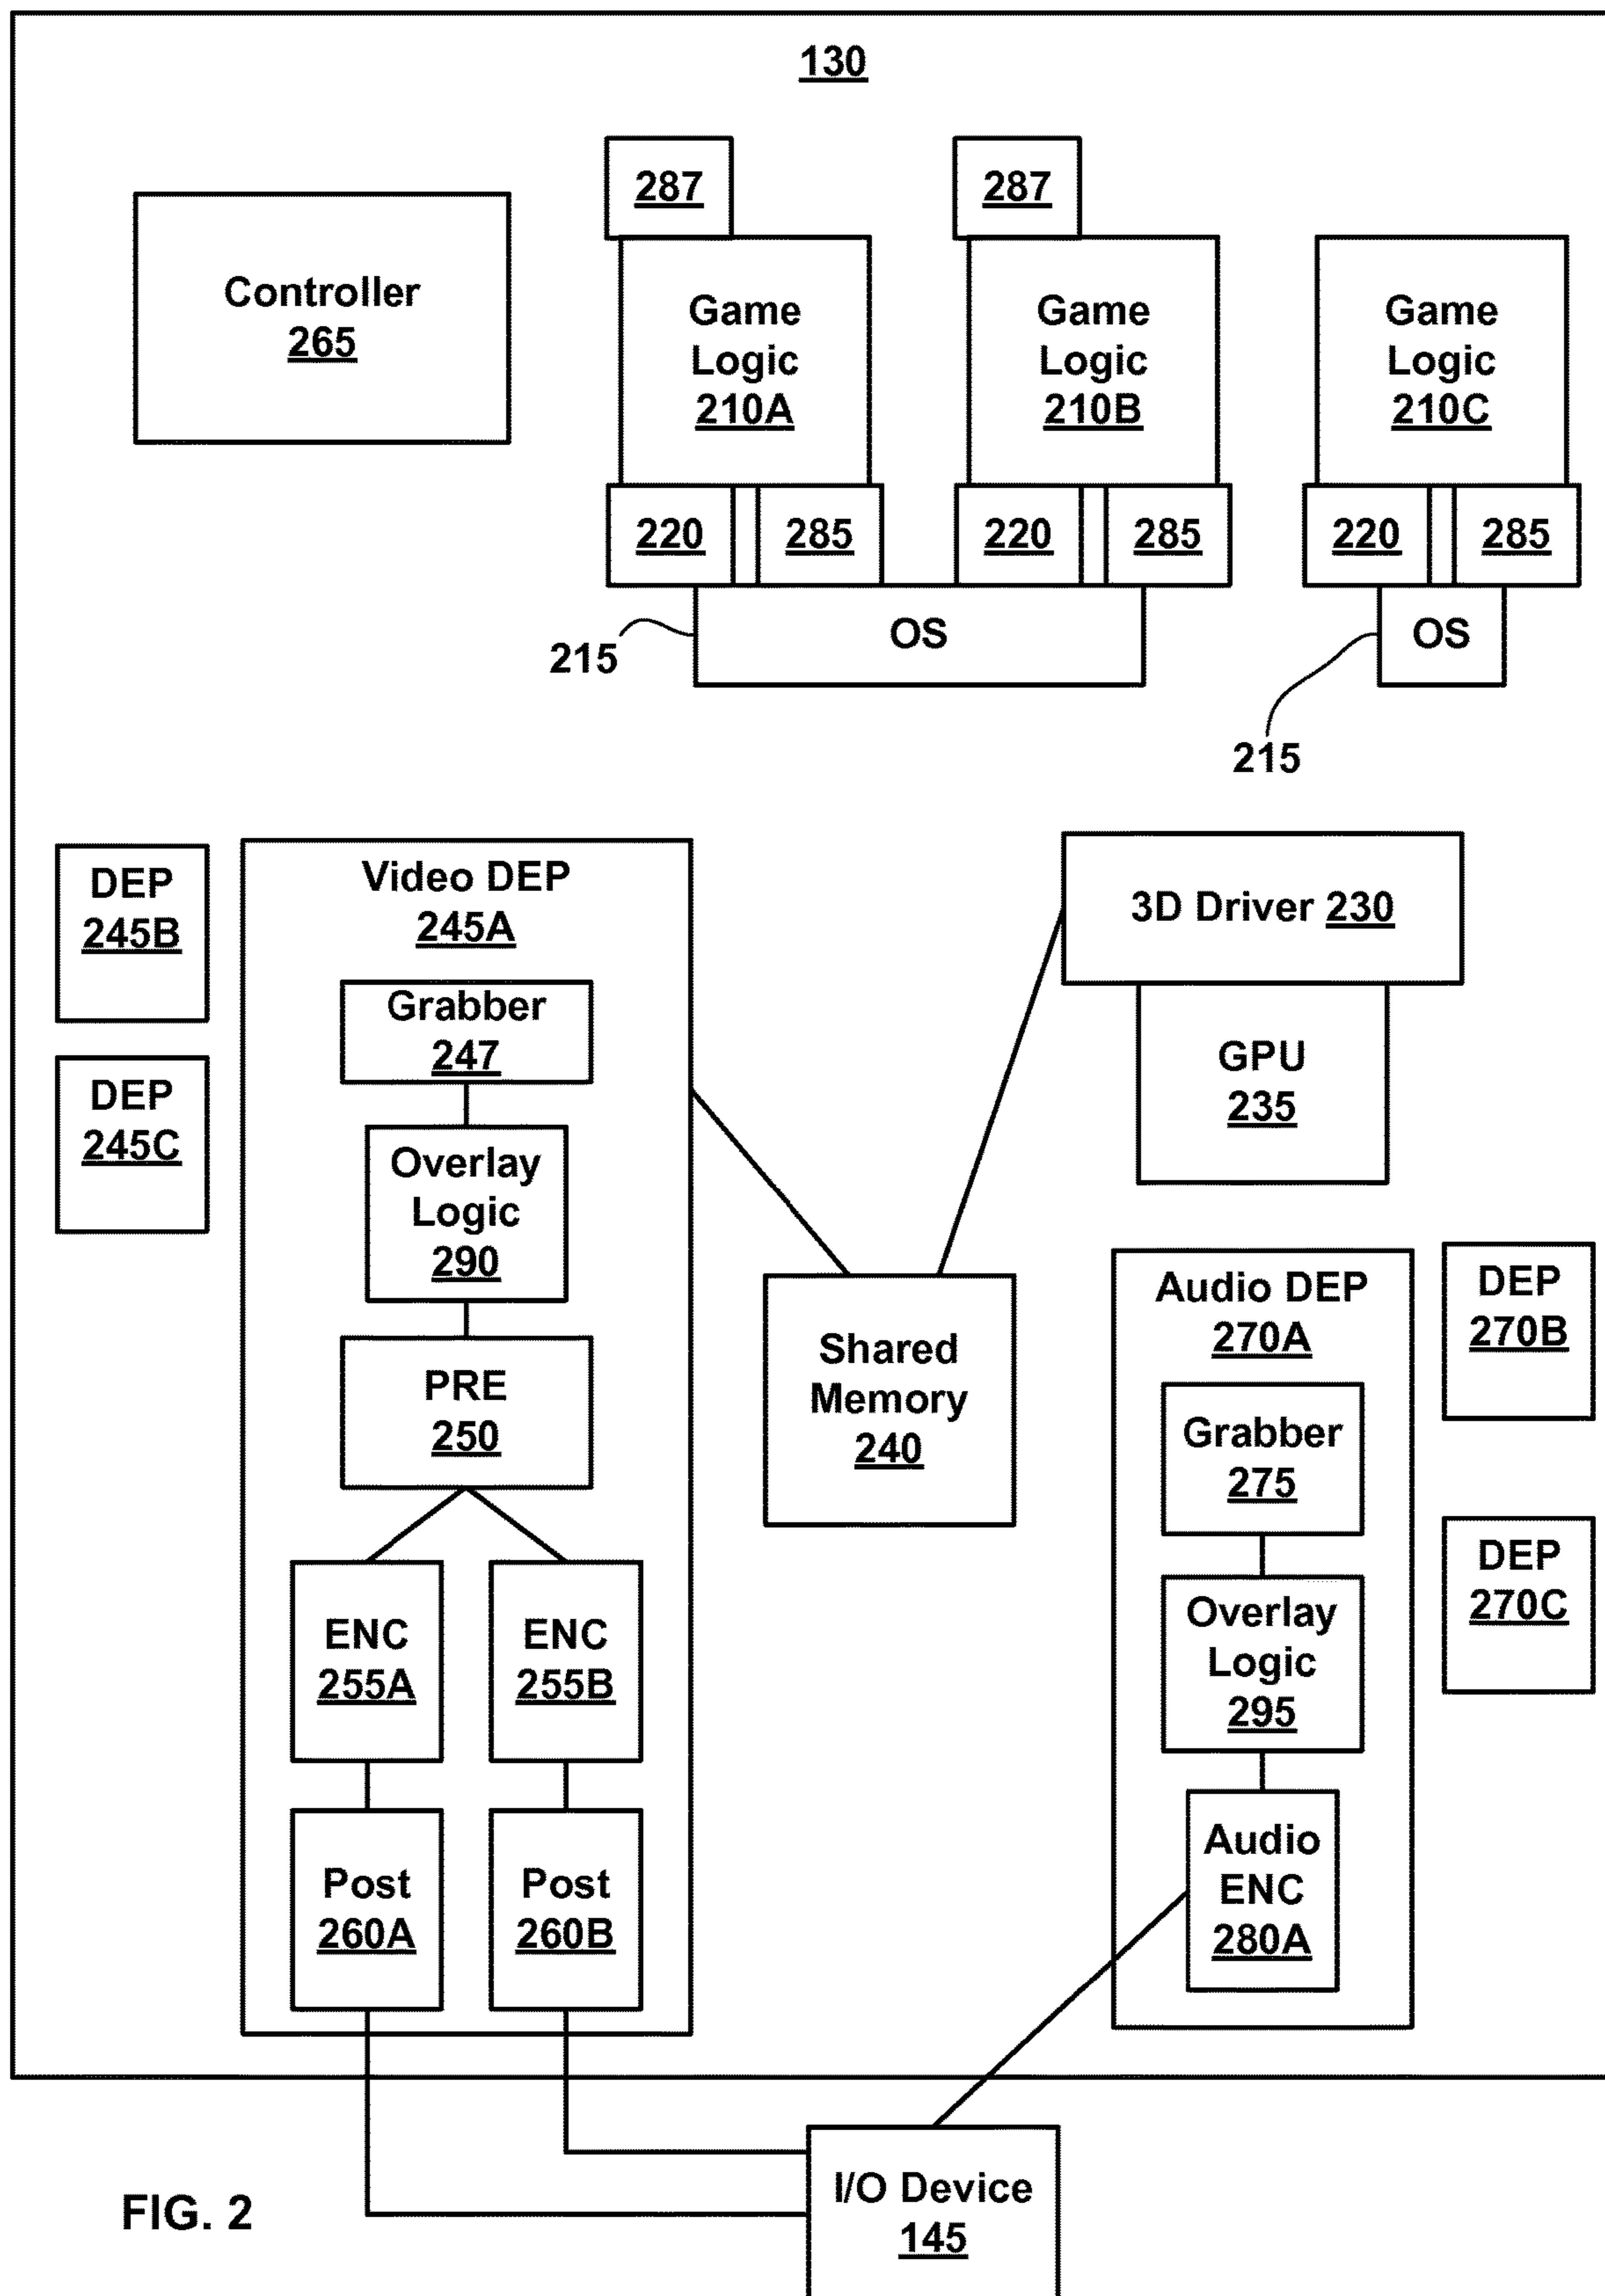 130
287
287
Controller
265
Game
Logic
210A
Game
Logic
210B
Game
Logic
210C
220
285
220
285
220
285
OS
215
OS
215
DEP
245B
DEP
245C
Video DEP
245A
Grabber
247
Overlay
Logic
290
PRE
250
ENC
255A
ENC
255B
Post
260A
Post
260B
3D Driver 230
GPU
235
Shared
Memory
240
Audio DEP
270A
Grabber
275
Overlay
Logic
295
Audio
ENC
280A
DEP
270B
DEP
270C
I/O Device
145
FIG. 2